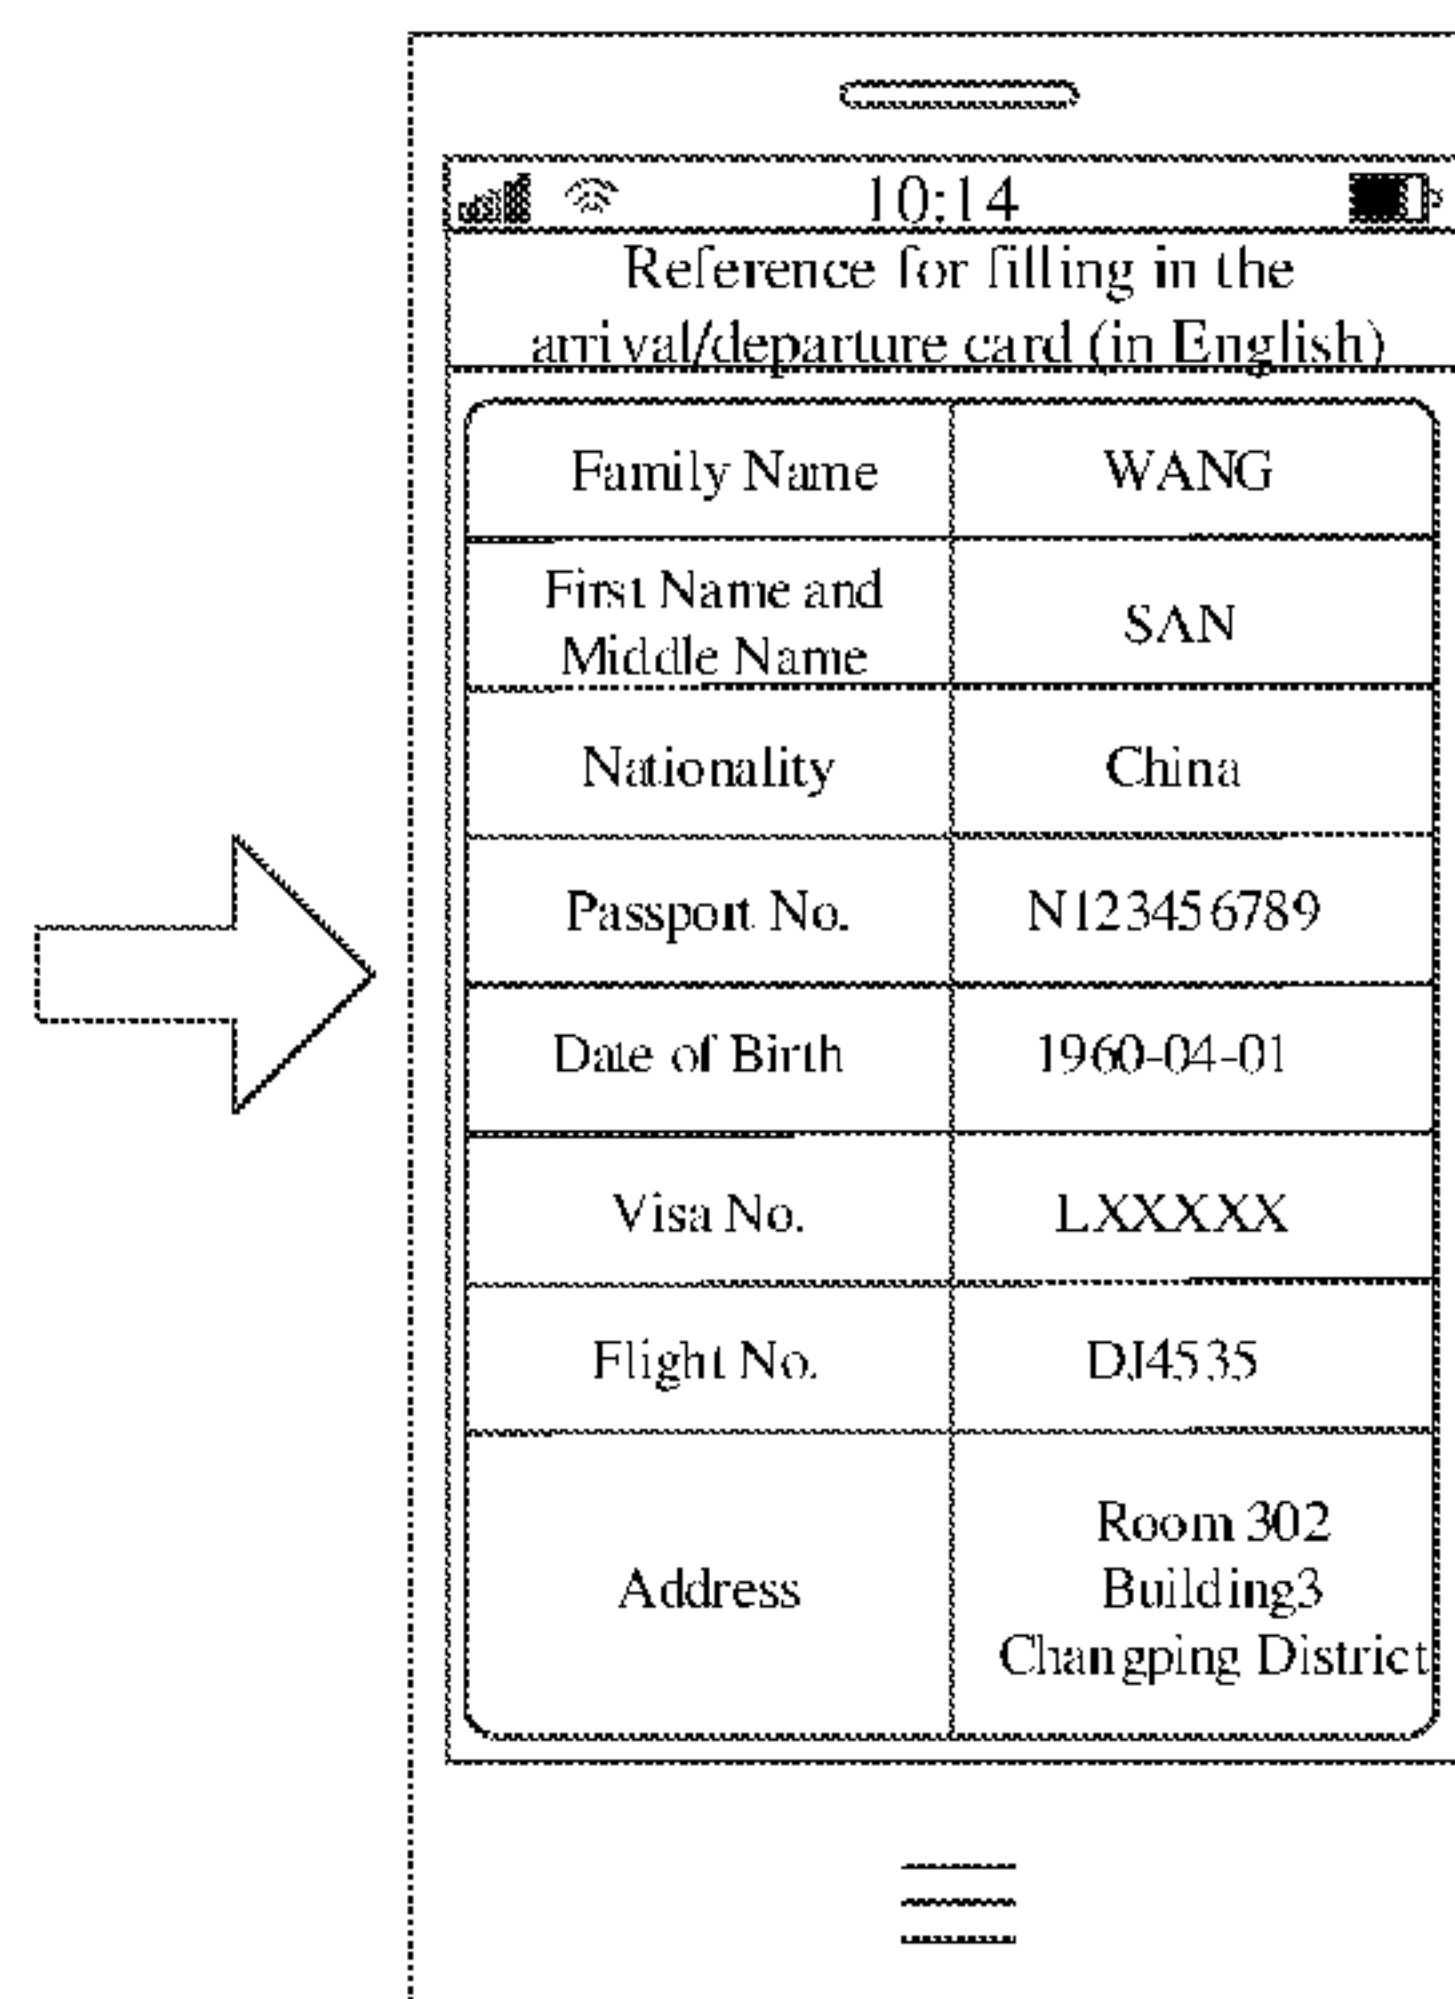 10:14
Reference for filling in the
arrival/departure card (in English)
Family Name
WANG
First Name and
Middle Name
SAN
Nationality
China
Passport No.
N123456789
Date of Birth
1960-04-01
Visa No.
LXXXXX
Flight No.
DJ4535
Address
Room 302
Building3
Changping District